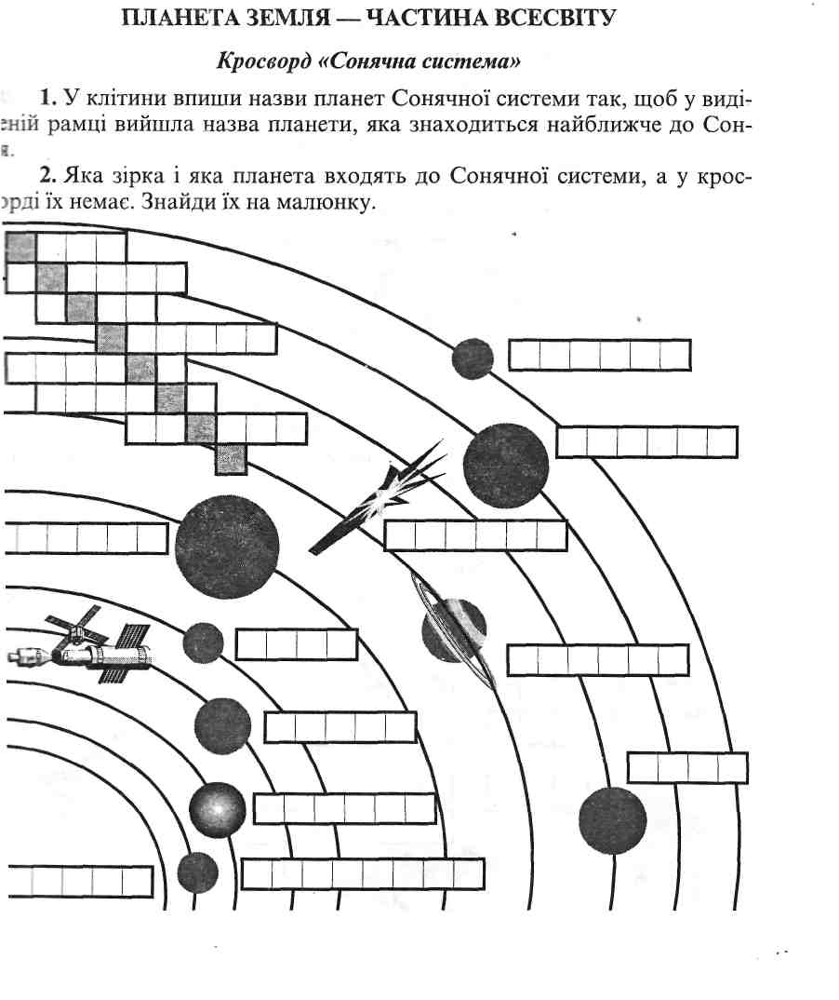 ПЛАНЕТА ЗЕМЛЯ — ЧАСТИНА ВСЕСВІТУ
Кросворд «Сонячна система»
1. У клітини впиши назви планет Сонячної системи так, щоб у виді-
еній рамці вийшла назва планети, яка знаходиться найближче до Сон-
я.
2. Яка зірка і яка планета входять до Сонячної системи, а у крос-
орді їх немає. Знайди їх на малюнку.